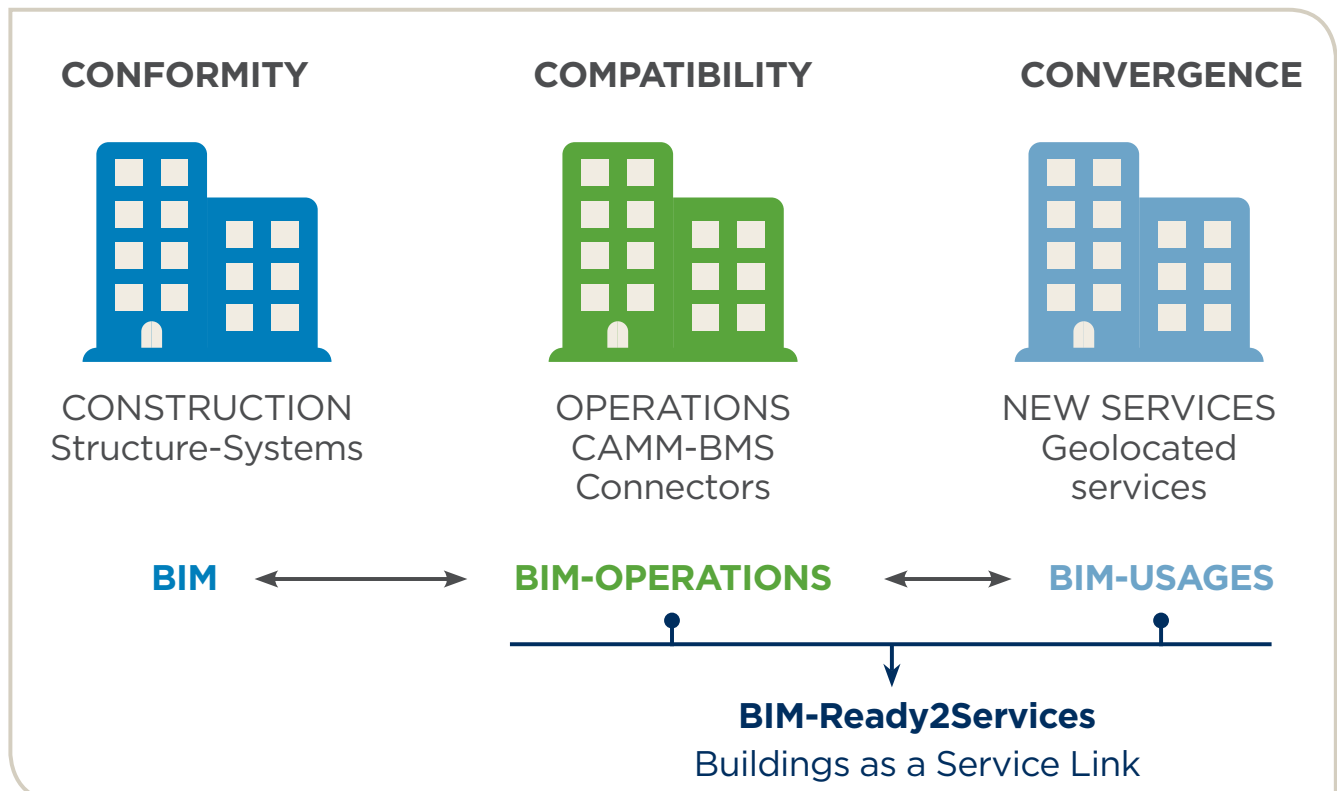 CONFORMITY
CONSTRUCTION
Structure-Systems
BIM
COMPATIBILITY
OPERATIONS
CAMM-BMS
Connectors
BIM-OPERATIONS
CONVERGENCE
NEW SERVICES
Geolocated
services
BIM-USAGES
BIM-Ready2Services
Buildings as a Service Link